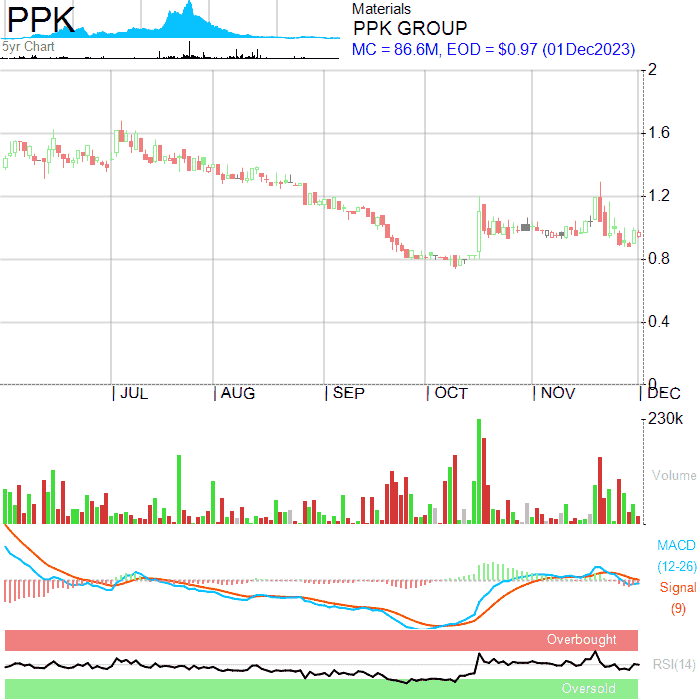 PPK
5yr Chart
Materials
PPK GROUP
MC = 86.6M, EOD = $0.97 (01Dec2023)
2
1.6
1.2
0.8
0.4
0
| JUL | AUG | SEP | OCT | NOV | DEC
230k
Volume
MACD
(12-26)
Signal
(9)
Overbought
RSI(14)
Oversold